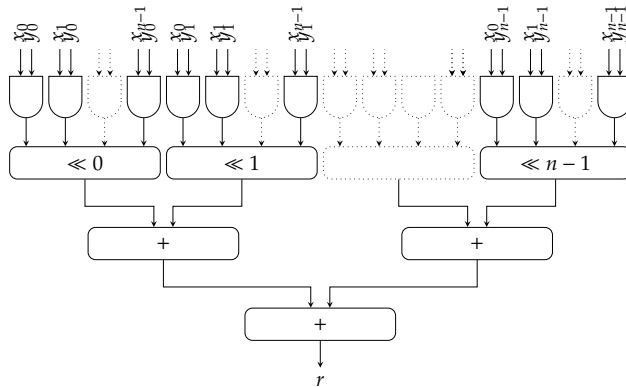 x₀ y₀ x₁ y₀ xₙ₋₁ y₀ x₀ y₁ x₁ y₁ xₙ₋₁ y₁ x₀ yₙ₋₁ x₁ yₙ₋₁ xₙ₋₁ yₙ₋₁
≪ 0 ≪ 1 ≪ n − 1
+ +
+
r